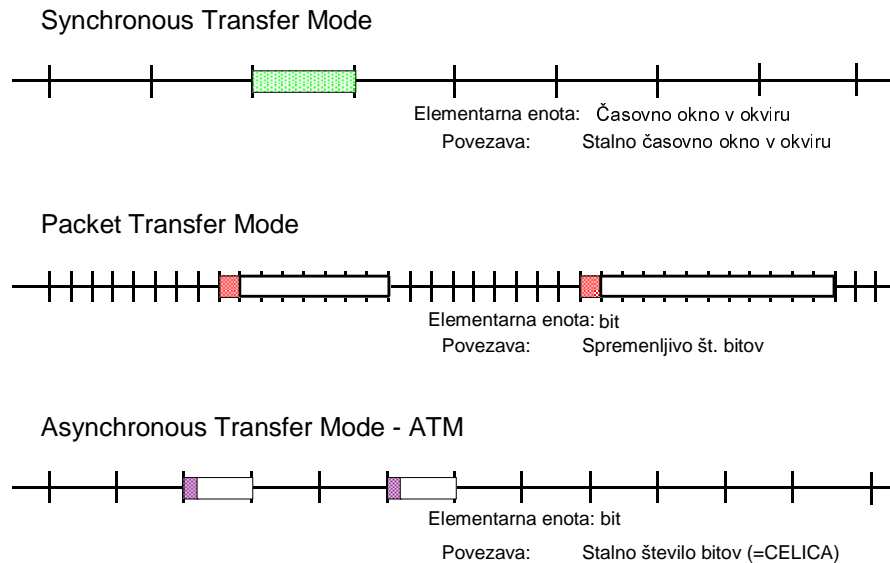 Synchronous Transfer Mode
Elementarna enota: Časovno okno v okviru
Povezava: Stalno časovno okno v okviru
Packet Transfer Mode
Elementarna enota: bit
Povezava: Spremenljivo št. bitov
Asynchronous Transfer Mode - ATM
Elementarna enota: bit
Povezava: Stalno število bitov (=CELICA)